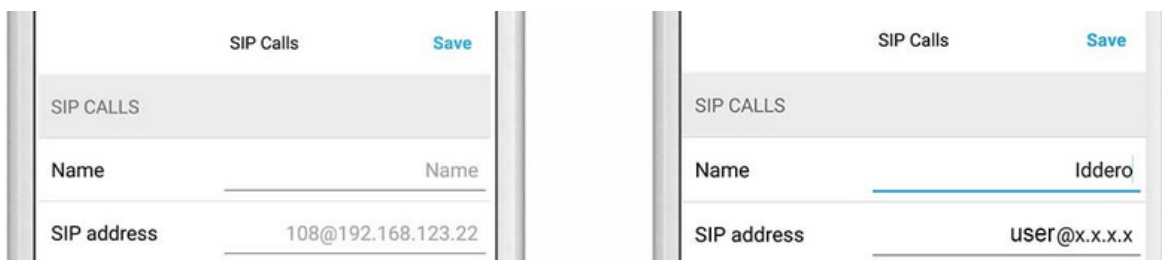 SIP Calls Save
SIP CALLS
Name Name
SIP address 108@192.168.123.22
SIP Calls Save
SIP CALLS
Name Iddero
SIP address user@x.x.x.x